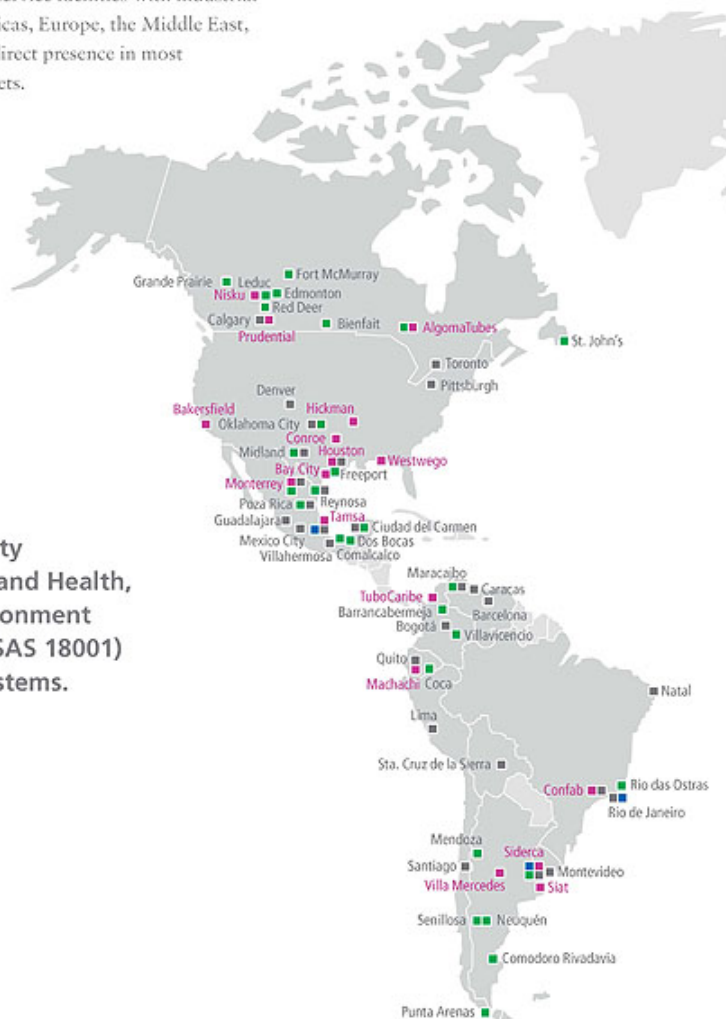 icas, Europe, the Middle East,
direct presence in most
Fort McMurray
Grande Prairie
Leduc
Nisku
Edmonton
Red Deer
Calgary
Bienfait
AlgomaTubes
Prudential
St. John's
Toronto
Pittsburgh
Denver
Bakersfield
Hickman
Oklahoma City
Conroe
Midland
Houston
Westwego
Bay City
Freeport
Monterrey
Poza Rica
Reynosa
Guadalajara
Tamsa
Ciudad del Carmen
Mexico City
Dos Bocas
Villahermosa
Comalcalco
ty
and Health,
onment
SAS 18001)
stems.
Maracaibo
Caracas
TuboCaribe
Barcelona
Barrancabermeja
Bogotá
Villavicencio
Quito
Machachi
Coca
Natal
Lima
Sta. Cruz de la Sierra
Confab
Rio das Ostras
Rio de Janeiro
Mendoza
Siderca
Santiago
Montevideo
Villa Mercedes
Siat
Senillosa
Neuquén
Comodoro Rivadavia
Punta Arenas